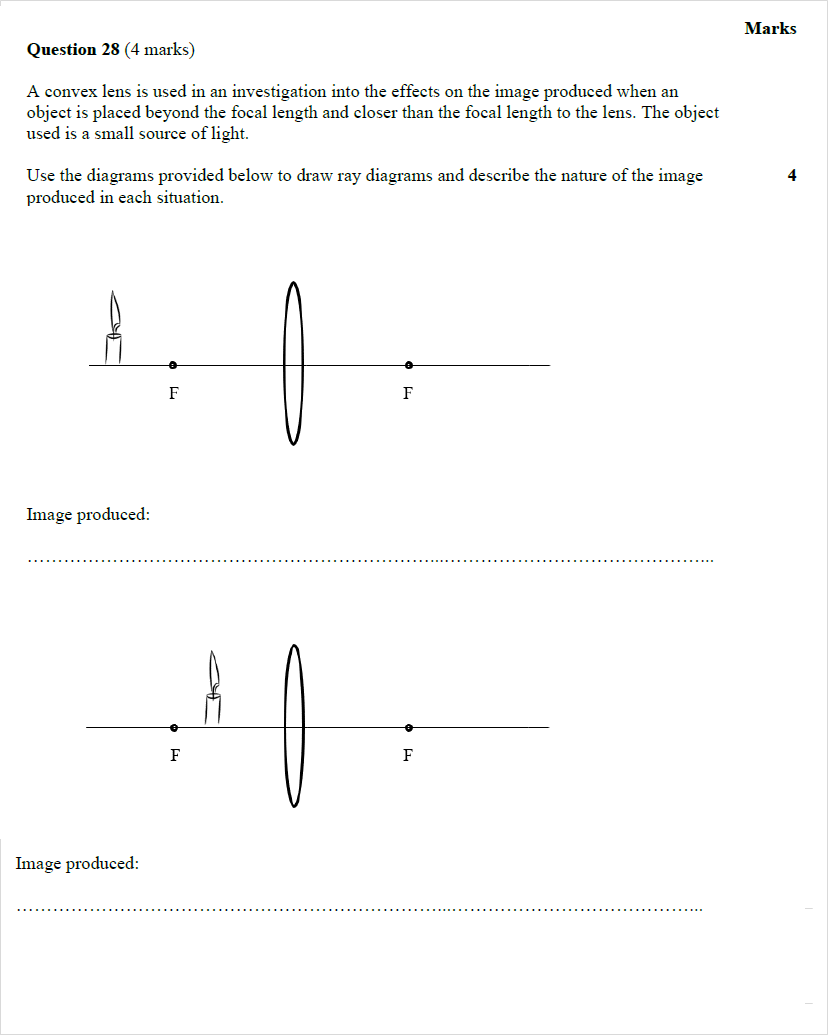 Marks
Question 28 (4 marks)
A convex lens is used in an investigation into the effects on the image produced when an
object is placed beyond the focal length and closer than the focal length to the lens. The object
used is a small source of light.
Use the diagrams provided below to draw ray diagrams and describe the nature of the image 4
produced in each situation.
F F
Image produced:
………………………………………………………………………………………………………...
F F
Image produced:
………………………………………………………………………………………………………...